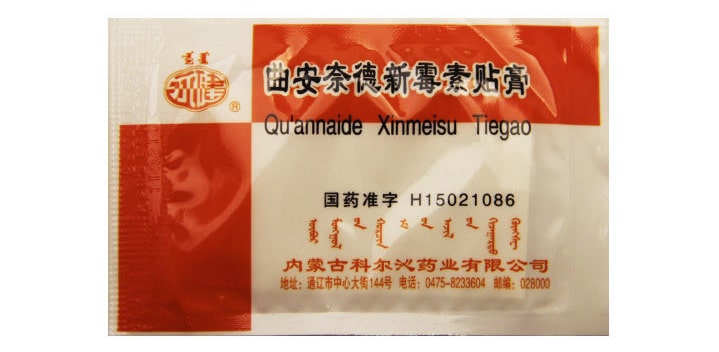 沁健®
曲安奈德新霉素贴膏
Qu'annaide Xinmeisu Tiegao
国药准字 H15021086
内蒙古科尔沁药业有限公司
地址：通辽市中心大街144号 电话：0475-8233604 邮编：028000